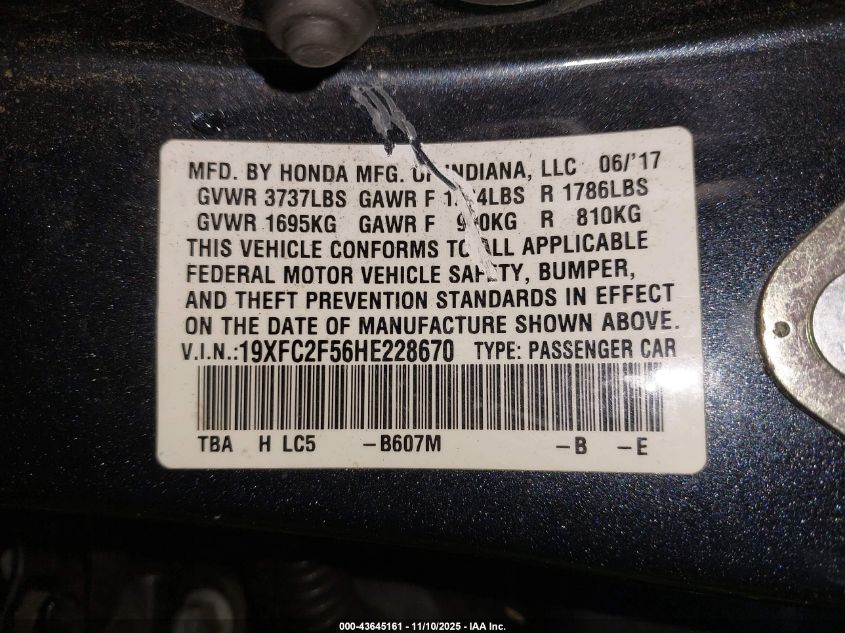 MFD. BY HONDA MFG. OF INDIANA, LLC 06/'17
GVWR 3737LBS GAWR F LBS R 1786LBS
GVWR 1695KG GAWR F KG R 810KG
THIS VEHICLE CONFORMS TO ALL APPLICABLE
FEDERAL MOTOR VEHICLE SAFETY, BUMPER,
AND THEFT PREVENTION STANDARDS IN EFFECT
ON THE DATE OF MANUFACTURE SHOWN ABOVE.
V.I.N.:19XFC2F56HE228670 TYPE: PASSENGER CAR
TBA H LC5 -B607M -B -E
000-43645161 - 11/10/2025 - IAA Inc.